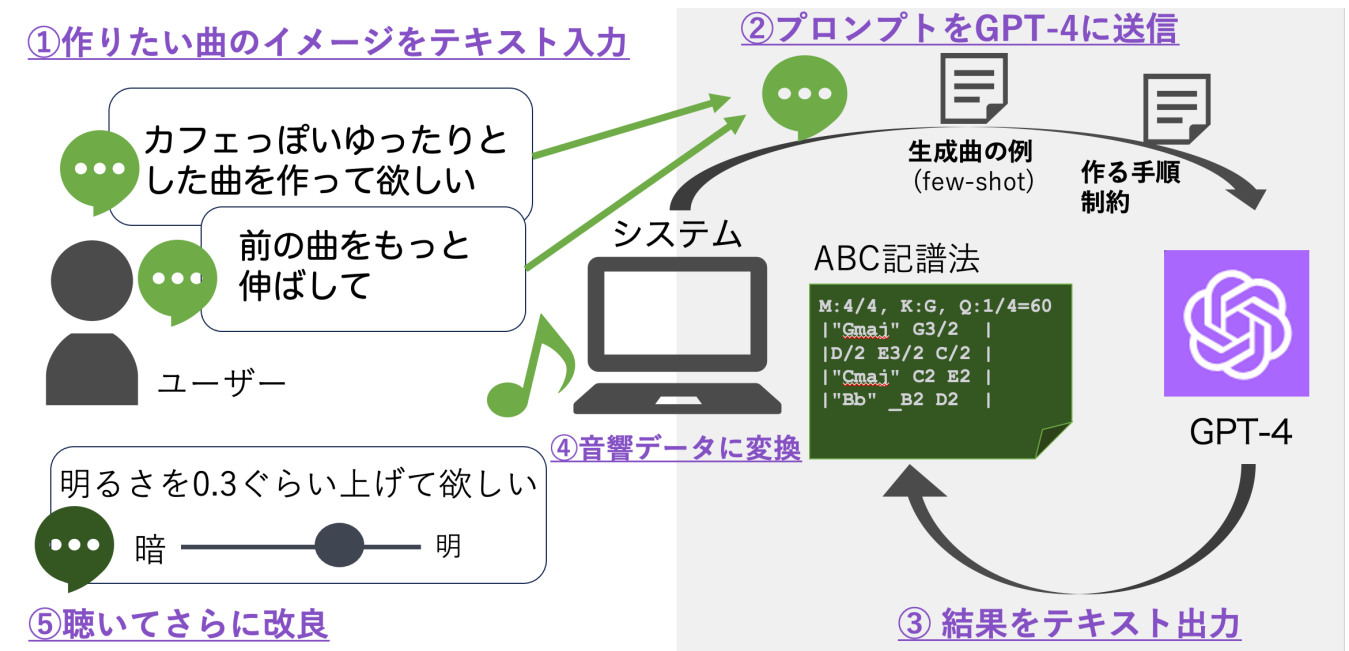 ①作りたい曲のイメージをテキスト入力
カフェっぽいゆったりと
した曲を作って欲しい
前の曲をもっと
伸ばして
ユーザー
②プロンプトをGPT-4に送信
生成曲の例
(few-shot)
作る手順
制約
システム
ABC記譜法
M:4/4, K:G, Q:1/4=60
|"Gmaj" G3/2 |
|D/2 E3/2 C/2 |
|"Cmaj" C2 E2 |
|"Bb" _B2 D2 |
GPT-4
③ 結果をテキスト出力
④音響データに変換
明るさを0.3ぐらい上げて欲しい
暗
明
⑤聴いてさらに改良